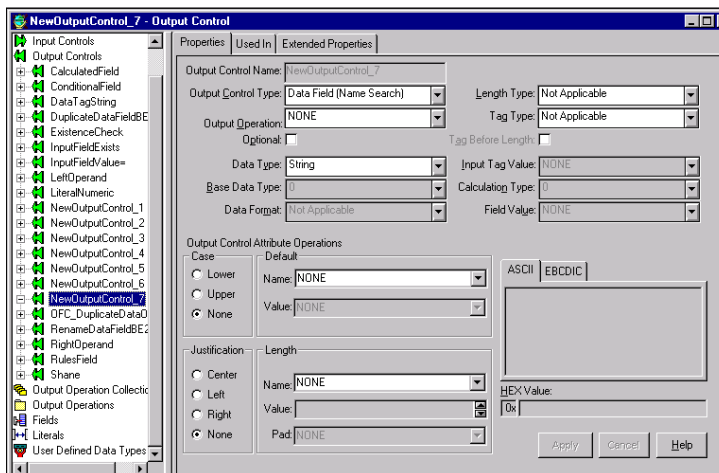 NewOutputControl_7 - Output Control
Input Controls
Output Controls
CalculatedField
ConditionalField
DataTagString
DuplicateDataFieldBE
ExistenceCheck
InputFieldExists
InputFieldValue=
LeftOperand
LiteralNumeric
NewOutputControl_1
NewOutputControl_2
NewOutputControl_3
NewOutputControl_4
NewOutputControl_5
NewOutputControl_6
NewOutputControl_7
OFC_DuplicateDataO
RenameDataFieldBE2
RightOperand
RulesField
Shane
Output Operation Collectic
Output Operations
Fields
Literals
User Defined Data Types
Properties Used In Extended Properties
Output Control Name: NewOutputControl_7
Output Control Type: Data Field (Name Search) Length Type: Not Applicable
Output Operation: NONE Tag Type: Not Applicable
Optional: Tag Before Length:
Data Type: String Input Tag Value: NONE
Base Data Type: 0 Calculation Type: 0
Data Format: Not Applicable Field Value: NONE
Output Control Attribute Operations
Case Default
Lower Name: NONE
Upper
None Value: NONE
ASCII EBCDIC
Justification Length
Center Name: NONE
Left
Right Value:
None Pad: NONE
HEX Value:
0x
Apply Cancel Help